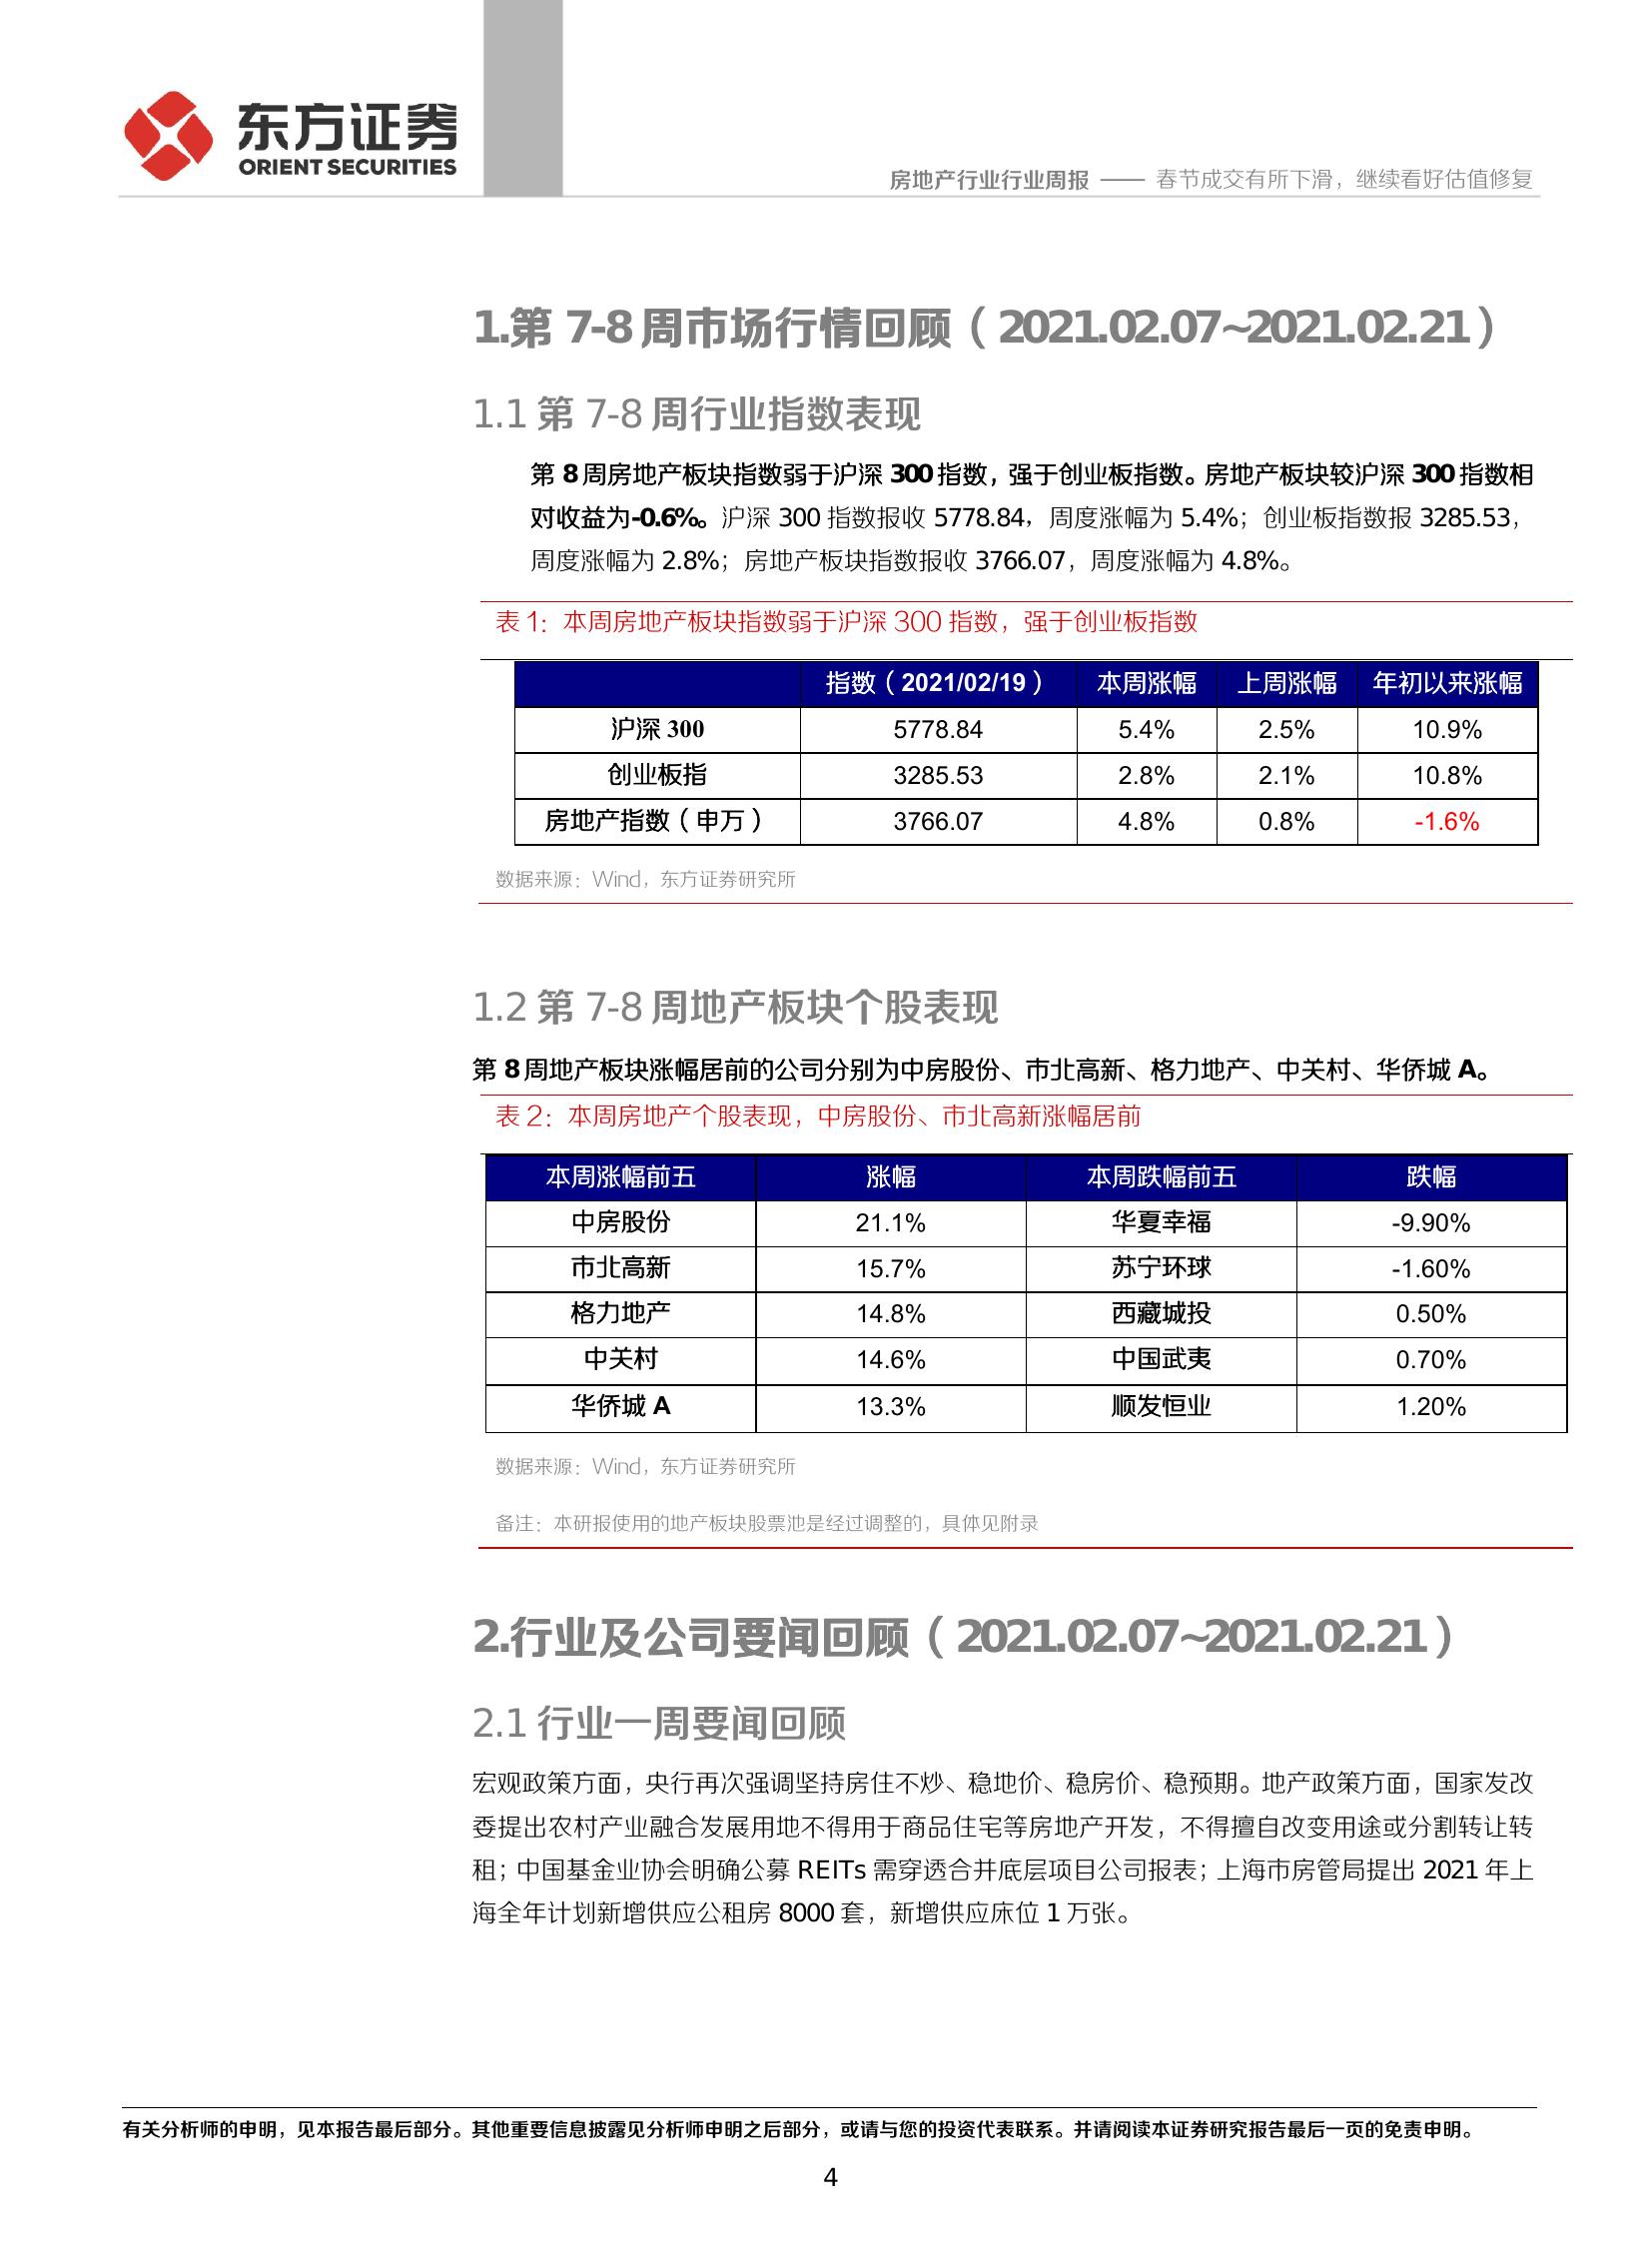 东方证券
ORIENT SECURITIES
房地产行业行业周报 —— 春节成交有所下滑，继续看好估值修复
1.第 7-8 周市场行情回顾（2021.02.07~2021.02.21）
1.1 第 7-8 周行业指数表现
第 8 周房地产板块指数弱于沪深 300 指数，强于创业板指数。房地产板块较沪深 300 指数相
对收益为-0.6%。沪深 300 指数报收 5778.84，周度涨幅为 5.4%；创业板指数报 3285.53，
周度涨幅为 2.8%；房地产板块指数报收 3766.07，周度涨幅为 4.8%。
表 1：本周房地产板块指数弱于沪深 300 指数，强于创业板指数
指数（2021/02/19） 本周涨幅 上周涨幅 年初以来涨幅
沪深 300 5778.84 5.4% 2.5% 10.9%
创业板指 3285.53 2.8% 2.1% 10.8%
房地产指数（申万） 3766.07 4.8% 0.8% -1.6%
数据来源：Wind，东方证券研究所
1.2 第 7-8 周地产板块个股表现
第 8 周地产板块涨幅居前的公司分别为中房股份、市北高新、格力地产、中关村、华侨城 A。
表 2：本周房地产个股表现，中房股份、市北高新涨幅居前
本周涨幅前五 涨幅 本周跌幅前五 跌幅
中房股份 21.1% 华夏幸福 -9.90%
市北高新 15.7% 苏宁环球 -1.60%
格力地产 14.8% 西藏城投 0.50%
中关村 14.6% 中国武夷 0.70%
华侨城 A 13.3% 顺发恒业 1.20%
数据来源：Wind，东方证券研究所
备注：本研报使用的地产板块股票池是经过调整的，具体见附录
2.行业及公司要闻回顾（2021.02.07~2021.02.21）
2.1 行业一周要闻回顾
宏观政策方面，央行再次强调坚持房住不炒、稳地价、稳房价、稳预期。地产政策方面，国家发改
委提出农村产业融合发展用地不得用于商品住宅等房地产开发，不得擅自改变用途或分割转让转
租；中国基金业协会明确公募 REITs 需穿透合并底层项目公司报表；上海市房管局提出 2021 年上
海全年计划新增供应公租房 8000 套，新增供应床位 1 万张。
有关分析师的申明，见本报告最后部分。其他重要信息披露见分析师申明之后部分，或请与您的投资代表联系。并请阅读本证券研究报告最后一页的免责申明。
4